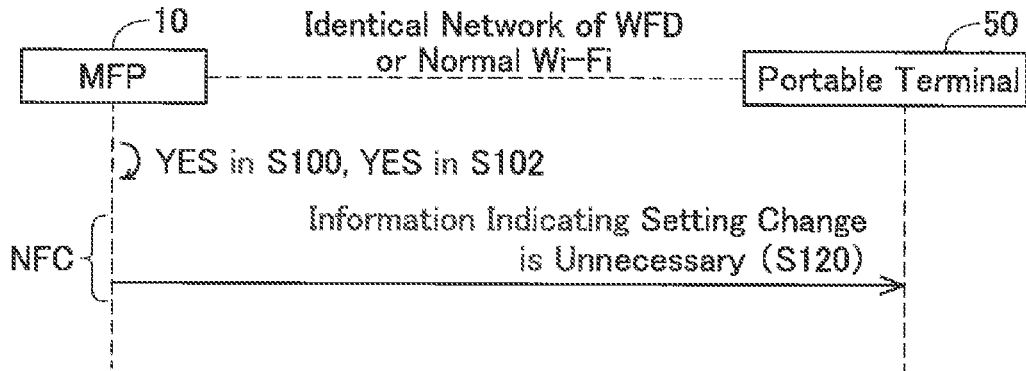 10
Identical Network of WFD
or Normal Wi-Fi
50
MFP
Portable Terminal
YES in S100, YES in S102
Information Indicating Setting Change
is Unnecessary (S120)
NFC